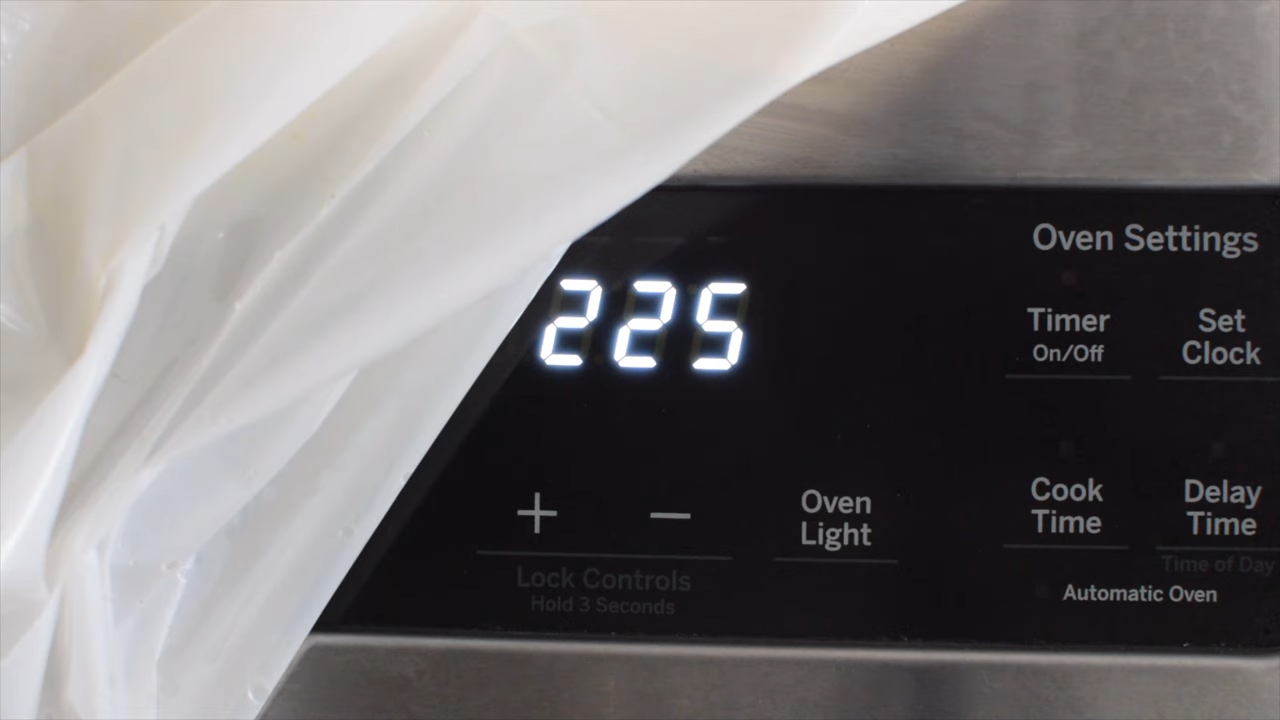 Oven Settings
225
Timer
On/Off
Set
Clock
+ −
Oven
Light
Cook
Time
Delay
Time
Lock Controls
Hold 3 Seconds
Time of Day
Automatic Oven